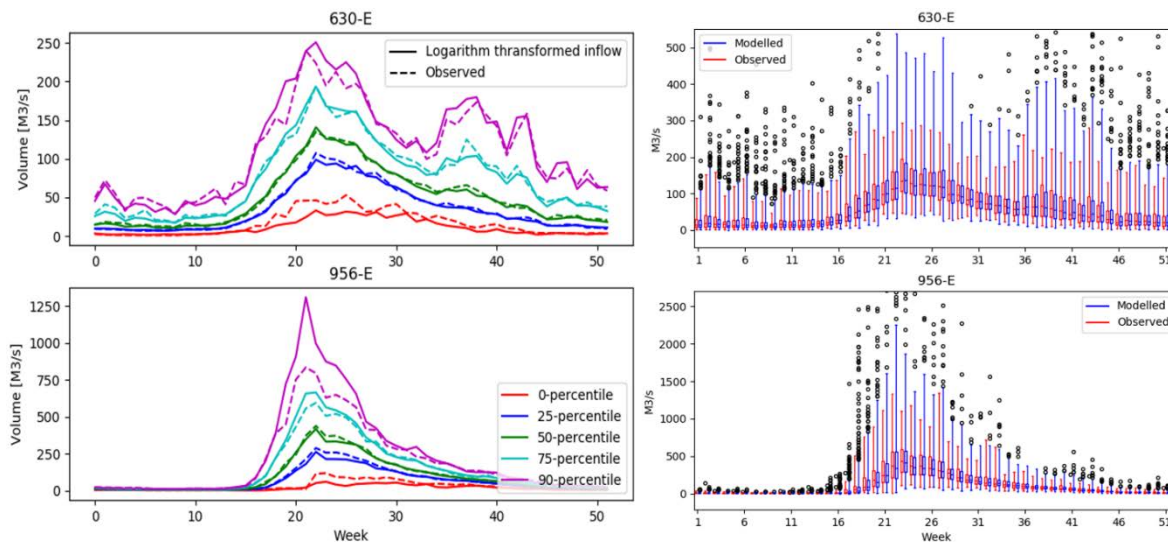 630-E
Volume [M3/s]
250
200
150
100
50
0
Logarithm thransformed inflow
Observed
0 10 20 30 40 50
630-E
M3/s
500
400
300
200
100
0
Modelled
Observed
1 6 11 16 21 26 31 36 41 46 51
956-E
Volume [M3/s]
1250
1000
750
500
250
0
0-percentile
25-percentile
50-percentile
75-percentile
90-percentile
0 10 20 30 40 50
Week
956-E
M3/s
2500
2000
1500
1000
500
0
Modelled
Observed
1 6 11 16 21 26 31 36 41 46 51
Week